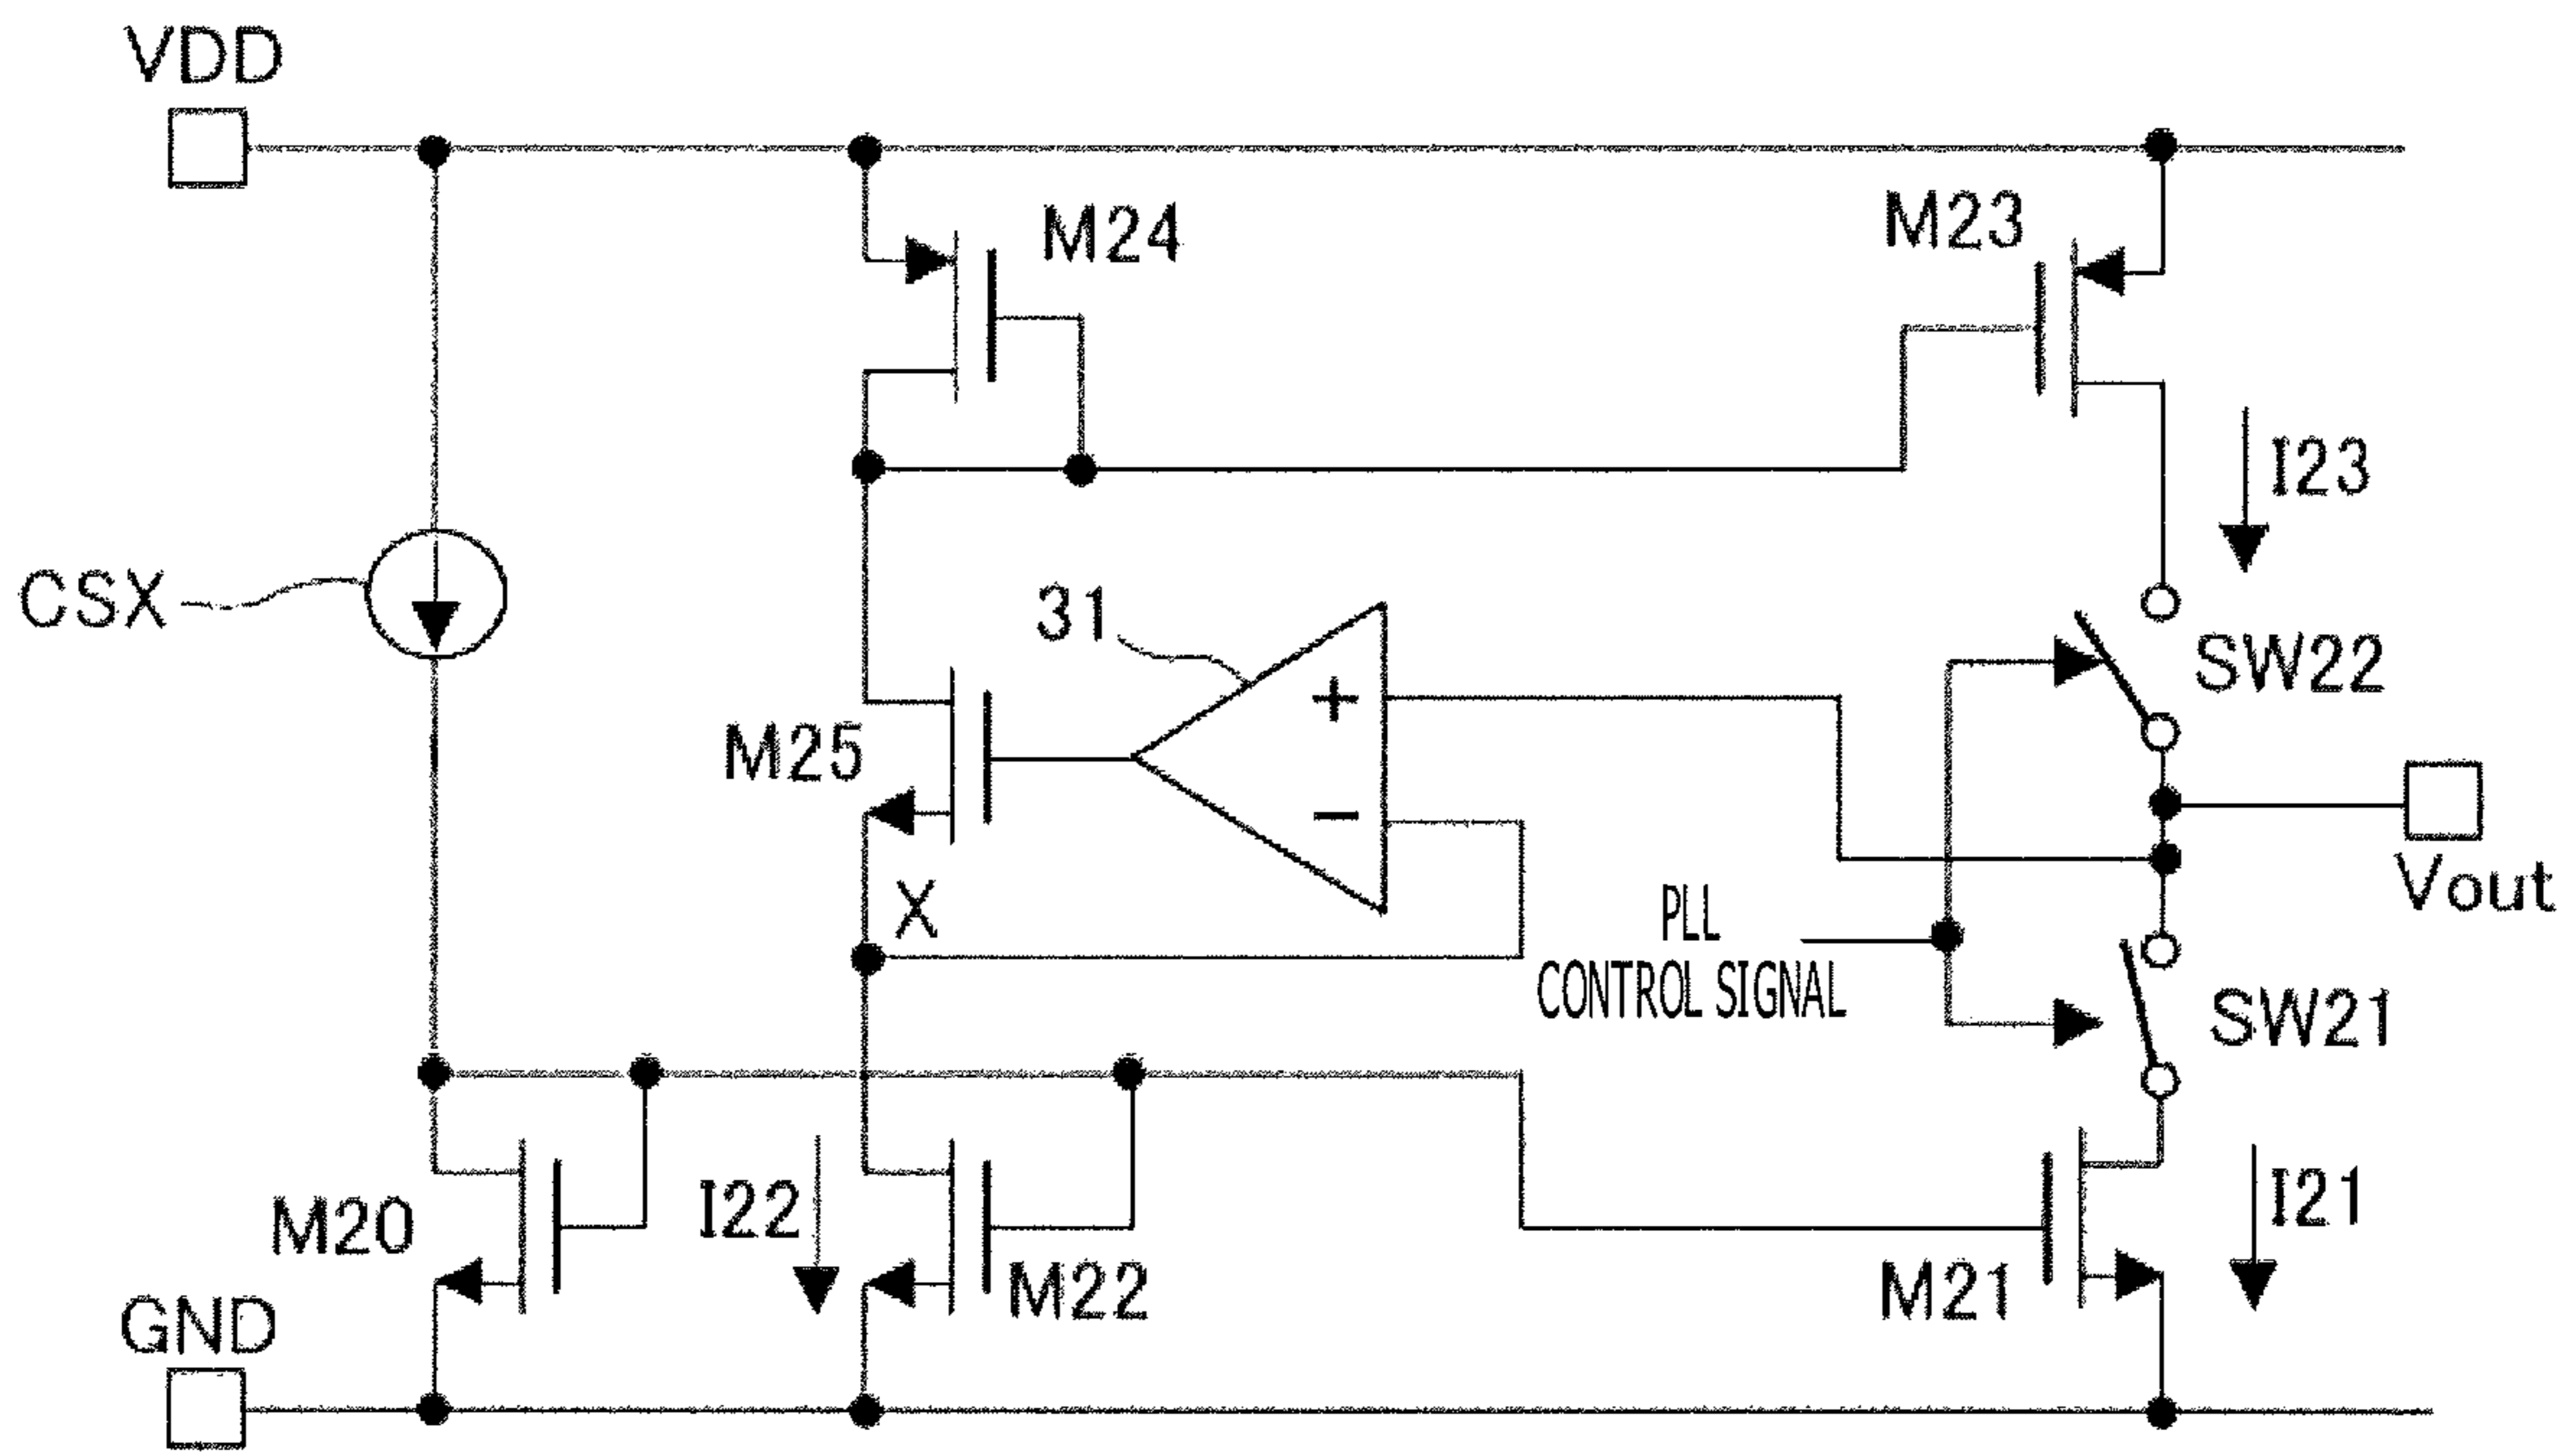 VDD
M24
M23
I23
CSX
31
+
SW22
M25
−
X
Vout
PLL
CONTROL SIGNAL
SW21
M20
I22
M22
M21
I21
GND